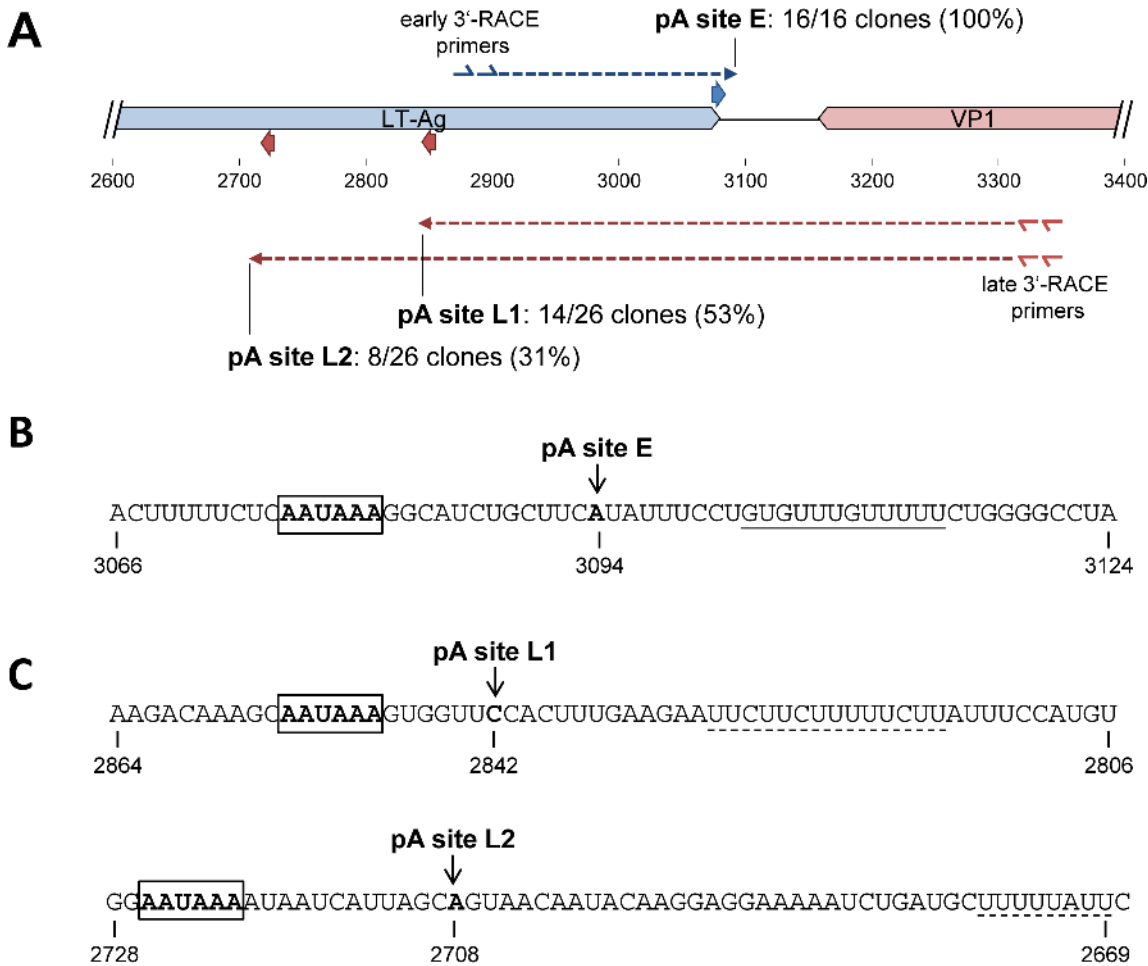 A
early 3'-RACE
primers
pA site E: 16/16 clones (100%)
LT-Ag
VP1
2600 2700 2800 2900 3000 3100 3200 3300 3400
late 3'-RACE
primers
pA site L1: 14/26 clones (53%)
pA site L2: 8/26 clones (31%)
B
pA site E
ACUUUUUCUCAAUAAAGGCAUCUGCUUCAUAUUUCCUGUGUUUGUUUUUCUGGGGCCUA
3066 3094 3124
C
pA site L1
AAGACAAAGCAAUAAAGUGGUUCCACUUUGAAGAAUUCUUCUUUUUCUUAUUUCCAUGU
2864 2842 2806
pA site L2
GGAAUAAAAUAAUCAUUAGCAGUAACAAUACAAGGAGGAAAAAUCUGAUGCUUUUUAUUC
2728 2708 2669